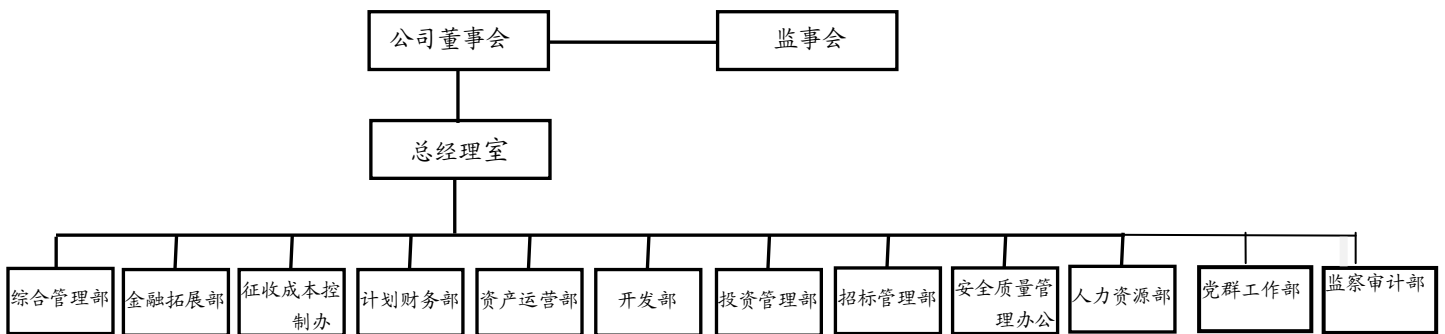 公司董事会
监事会
总经理室
综合管理部
金融拓展部
征收成本控
制办
计划财务部
资产运营部
开发部
投资管理部
招标管理部
安全质量管
理办公
人力资源部
党群工作部
监察审计部